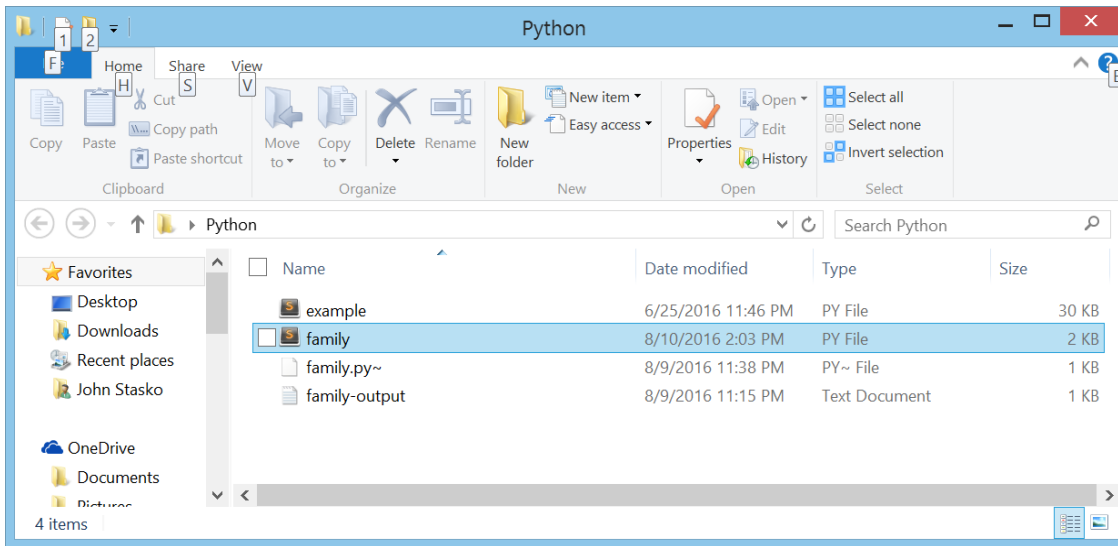 1 2 Python
F Home Share View
H S V E
Copy Paste Cut Copy path Paste shortcut Move to Copy to Delete Rename New folder New item Easy access Properties Open Edit History Select all Select none Invert selection
Clipboard Organize New Open Select
Python Search Python
Favorites Name Date modified Type Size
Desktop example 6/25/2016 11:46 PM PY File 30 KB
Downloads family 8/10/2016 2:03 PM PY File 2 KB
Recent places family.py~ 8/9/2016 11:38 PM PY~ File 1 KB
John Stasko family-output 8/9/2016 11:15 PM Text Document 1 KB
OneDrive
Documents
Pictures
4 items